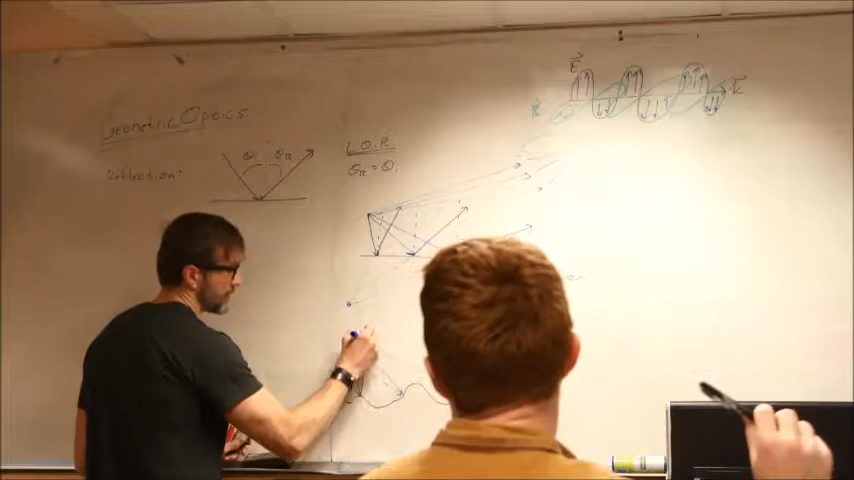 Geometric Optics
Reflection:
θi θR
L.O.R.
θR = θi
E⃗
k⃗